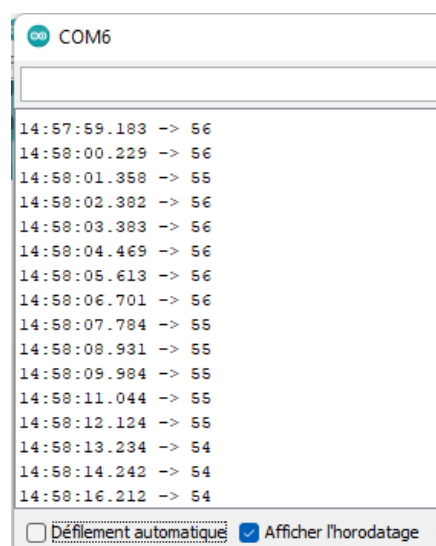 COM6
14:57:59.183 -> 56
14:58:00.229 -> 56
14:58:01.358 -> 55
14:58:02.382 -> 56
14:58:03.383 -> 56
14:58:04.469 -> 56
14:58:05.613 -> 56
14:58:06.701 -> 56
14:58:07.784 -> 55
14:58:08.931 -> 55
14:58:09.984 -> 55
14:58:11.044 -> 55
14:58:12.124 -> 55
14:58:13.234 -> 54
14:58:14.242 -> 54
14:58:16.212 -> 54
Défilement automatique Afficher l'horodatage